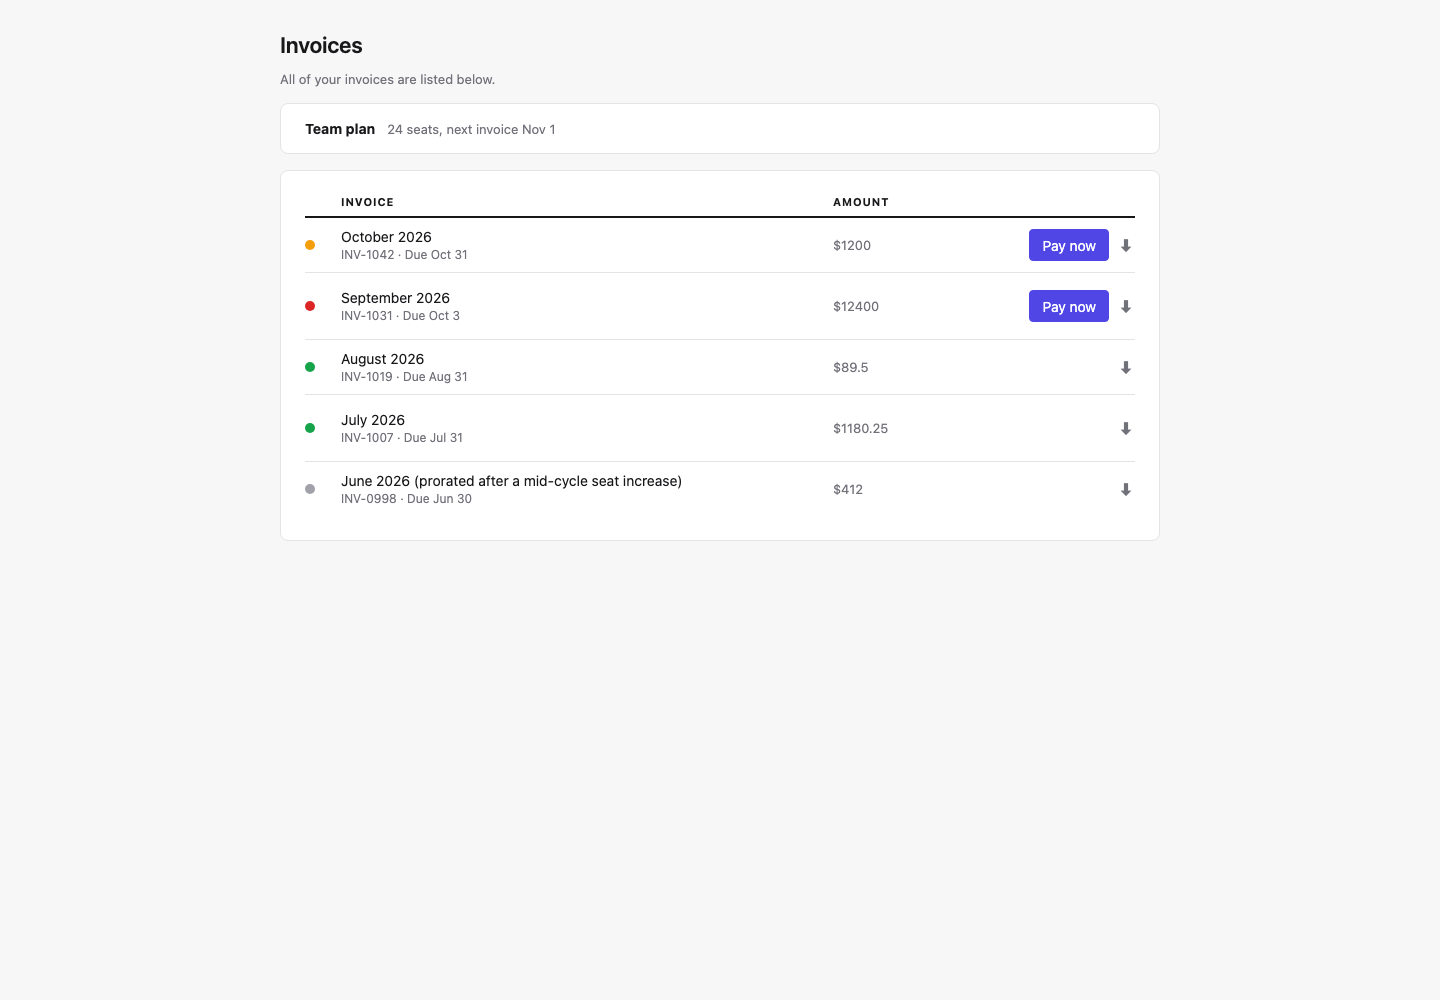 Invoices
All of your invoices are listed below.
Team plan 24 seats, next invoice Nov 1
INVOICE AMOUNT
October 2026
INV-1042 · Due Oct 31
$1200
Pay now
September 2026
INV-1031 · Due Oct 3
$12400
Pay now
August 2026
INV-1019 · Due Aug 31
$89.5
July 2026
INV-1007 · Due Jul 31
$1180.25
June 2026 (prorated after a mid-cycle seat increase)
INV-0998 · Due Jun 30
$412